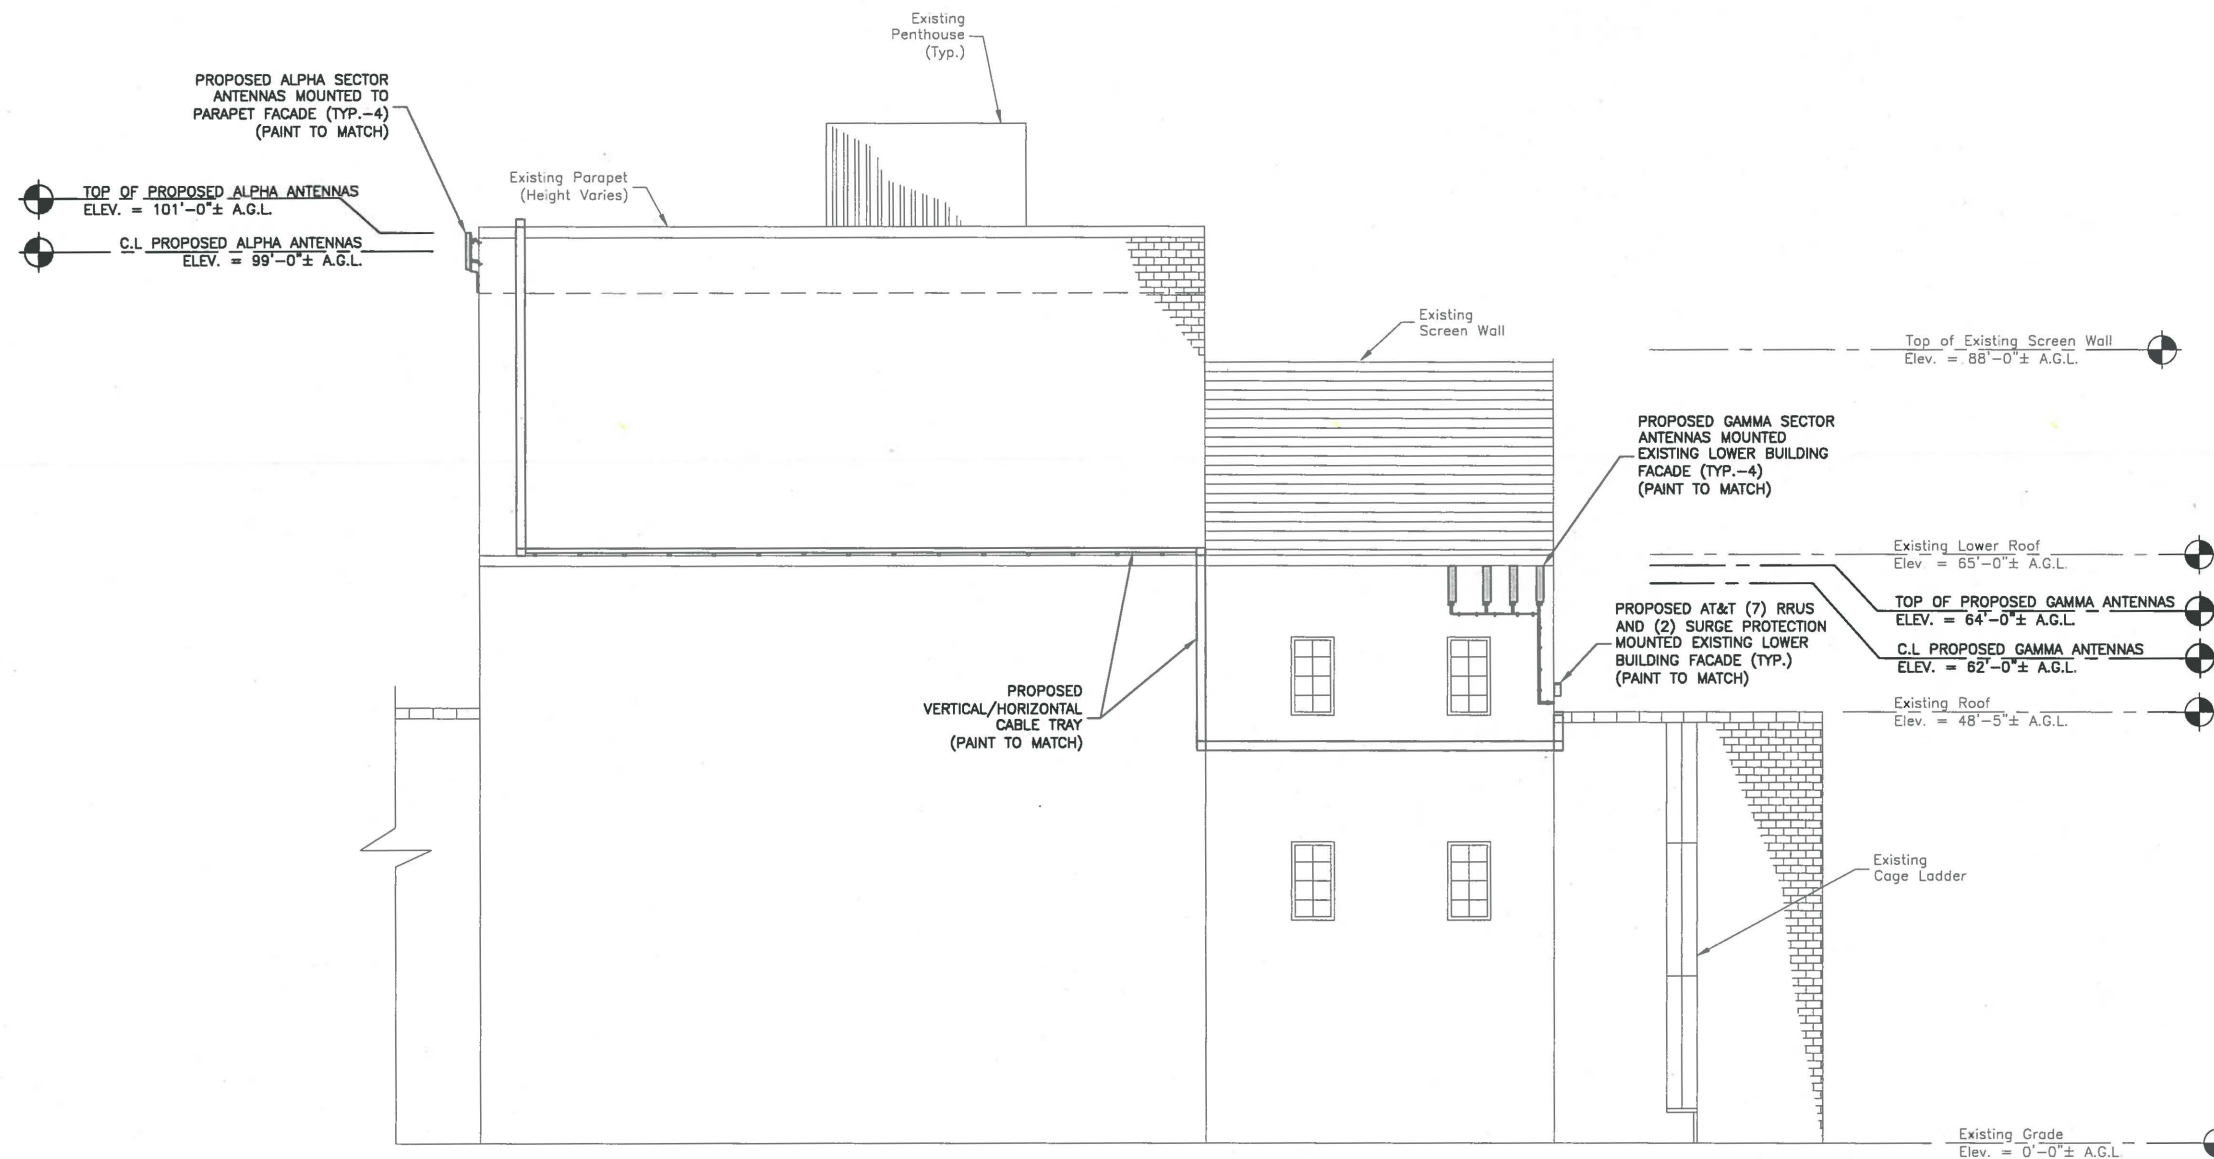 Existing
Penthouse
(Typ.)
PROPOSED ALPHA SECTOR
ANTENNAS MOUNTED TO
PARAPET FACADE (TYP.-4)
(PAINT TO MATCH)
Existing Parapet
(Height Varies)
TOP OF PROPOSED ALPHA ANTENNAS
ELEV. = 101'-0"± A.G.L.
C.L PROPOSED ALPHA ANTENNAS
ELEV. = 99'-0"± A.G.L.
Existing
Screen Wall
Top of Existing Screen Wall
Elev. = 88'-0"± A.G.L.
PROPOSED GAMMA SECTOR
ANTENNAS MOUNTED
EXISTING LOWER BUILDING
FACADE (TYP.-4)
(PAINT TO MATCH)
Existing Lower Roof
Elev. = 65'-0"± A.G.L.
TOP OF PROPOSED GAMMA ANTENNAS
ELEV. = 64'-0"± A.G.L.
PROPOSED AT&T (7) RRUS
AND (2) SURGE PROTECTION
MOUNTED EXISTING LOWER
BUILDING FACADE (TYP.)
(PAINT TO MATCH)
C.L PROPOSED GAMMA ANTENNAS
ELEV. = 62'-0"± A.G.L.
Existing Roof
Elev. = 48'-5"± A.G.L.
PROPOSED
VERTICAL/HORIZONTAL
CABLE TRAY
(PAINT TO MATCH)
Existing
Cage Ladder
Existing Grade
Elev. = 0'-0"± A.G.L.